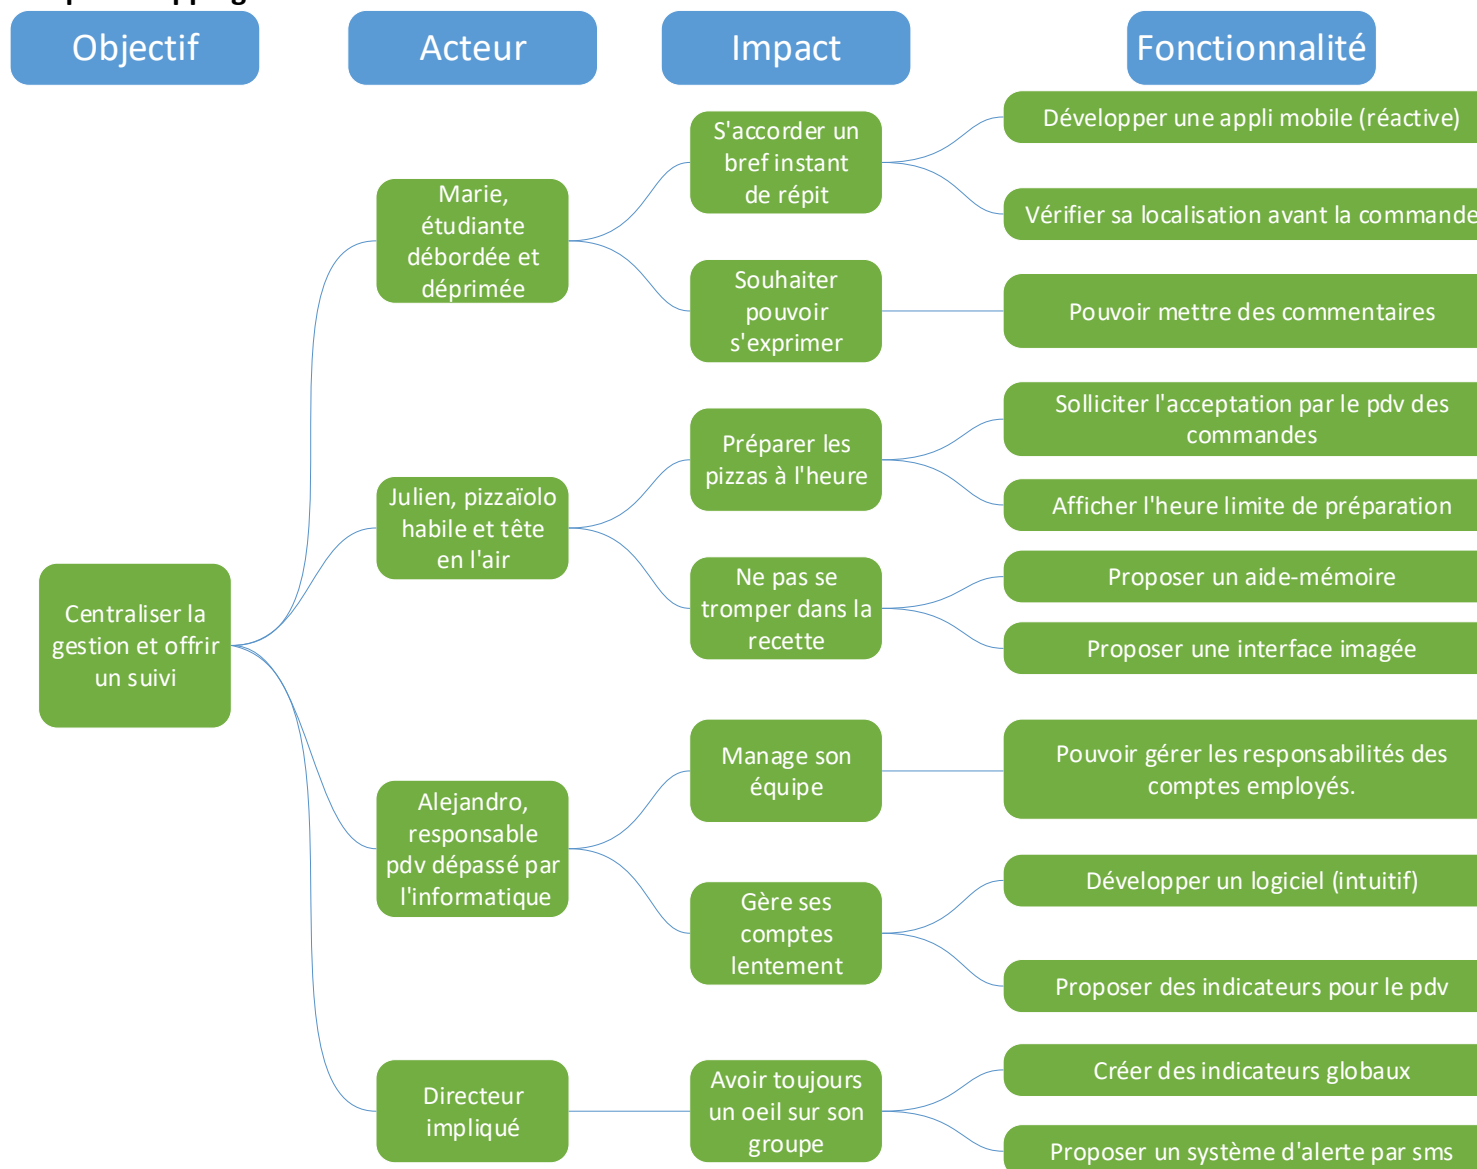 Objectif
Acteur
Impact
Fonctionnalité
Centraliser la
gestion et offrir
un suivi
Marie,
étudiante
débordée et
déprimée
S'accorder un
bref instant
de répit
Développer une appli mobile (réactive)
Vérifier sa localisation avant la commande
Souhaiter
pouvoir
s'exprimer
Pouvoir mettre des commentaires
Julien, pizzaïolo
habile et tête
en l'air
Préparer les
pizzas à l'heure
Solliciter l'acceptation par le pdv des
commandes
Afficher l'heure limite de préparation
Ne pas se
tromper dans la
recette
Proposer un aide-mémoire
Proposer une interface imagée
Alejandro,
responsable
pdv dépassé par
l'informatique
Manage son
équipe
Pouvoir gérer les responsabilités des
comptes employés.
Gère ses
comptes
lentement
Développer un logiciel (intuitif)
Proposer des indicateurs pour le pdv
Directeur
impliqué
Avoir toujours
un oeil sur son
groupe
Créer des indicateurs globaux
Proposer un système d'alerte par sms